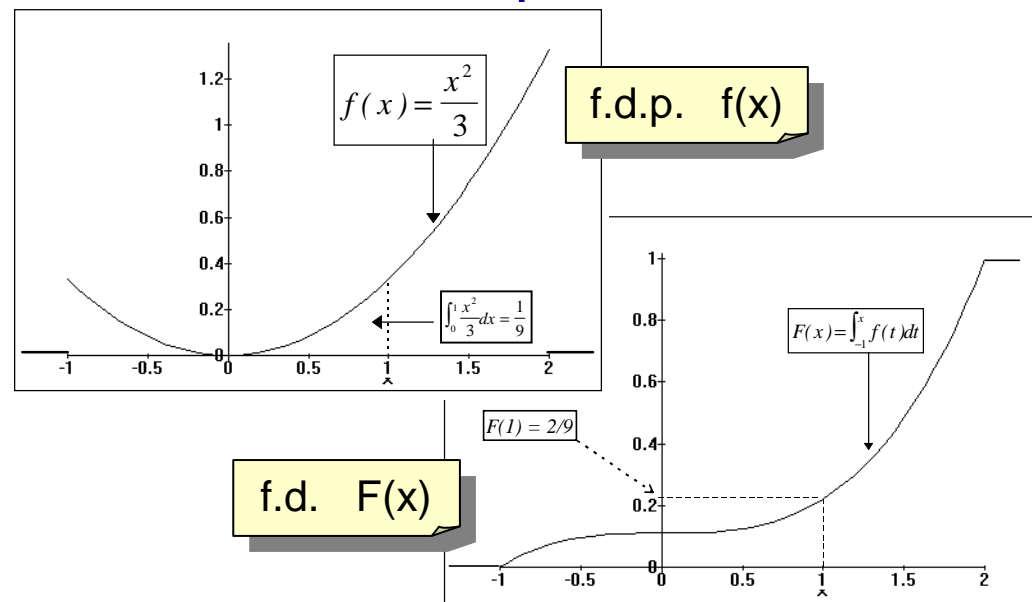 1.2
f(x) = x²/3
f.d.p. f(x)
1
0.8
0.6
0.4
0.2
∫₀¹ x²/3 dx = 1/9
0
-1 -0.5 0.5 1 1.5 2
x
1
0.8
F(x) = ∫₋₁ˣ f(t)dt
0.6
F(1) = 2/9
0.4
f.d. F(x)
0.2
0
-1 -0.5 0 0.5 1 1.5 2
x